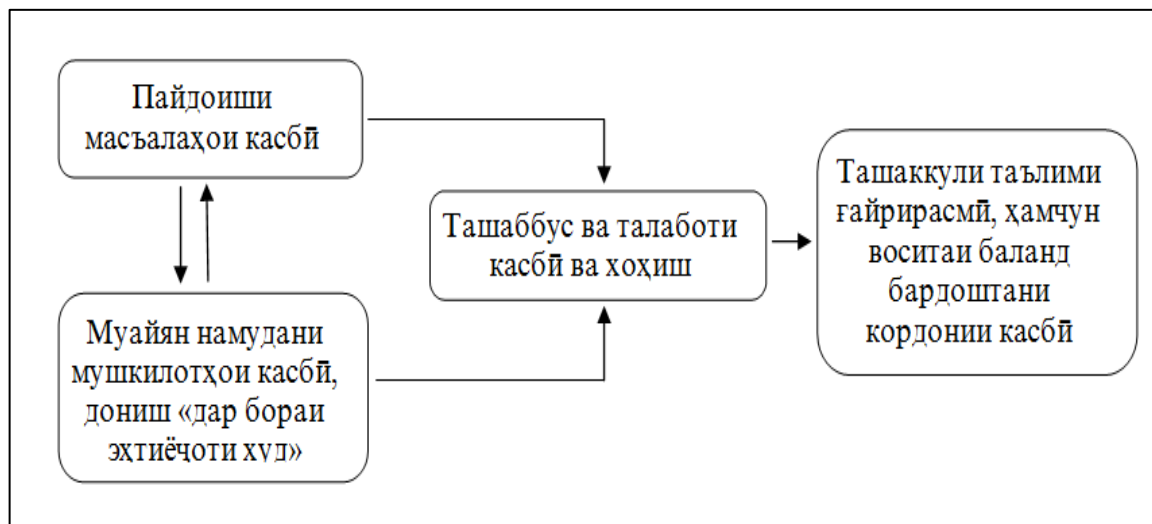 Пайдоиши
масъалаҳои касбӣ
Муайян намудани
мушкилотҳои касбӣ,
дониш «дар бораи
эҳтиёҷоти худ»
Ташаббус ва талаботи
касбӣ ва хоҳиш
Ташаккули таълими
ғайрирасмӣ, ҳамчун
воситаи баланд
бардоштани
кордонии касбӣ